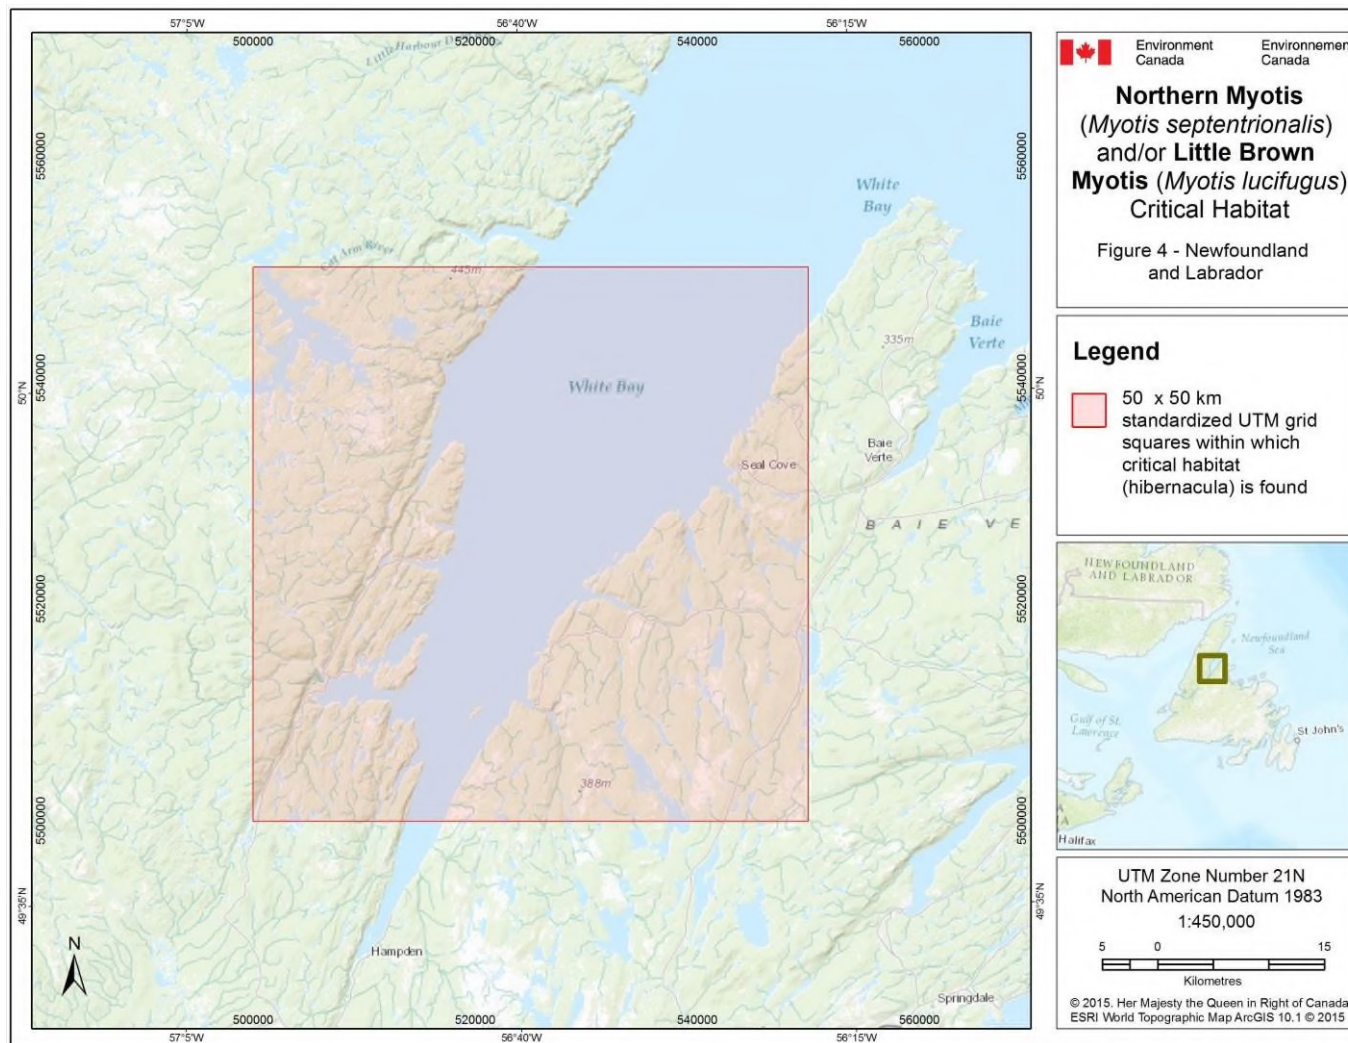 57°5'W
56°40'W
56°15'W
500000
520000
540000
560000
Little Harbour D
5560000
5560000
White
Bay
Cat Arm River
445m
Baie
Verte
335m
5540000
5540000
50°N
50°N
White Bay
Baie
Verte
Seal Cove
B A I E V E
5520000
5520000
388m
5500000
5500000
49°35'N
49°35'N
N
Hampden
Springdale
500000
520000
540000
560000
57°5'W
56°40'W
56°15'W
Environment
Canada
Environnemen
Canada
Northern Myotis
(Myotis septentrionalis)
and/or Little Brown
Myotis (Myotis lucifugus)
Critical Habitat
Figure 4 - Newfoundland
and Labrador
Legend
50 x 50 km
standardized UTM grid
squares within which
critical habitat
(hibernacula) is found
NEWFOUNDLAND
AND LABRADOR
Newfoundland
Sea
Gulf of St.
Lawrence
St John's
A
Halifax
UTM Zone Number 21N
North American Datum 1983
1:450,000
5 0 15
Kilometres
© 2015. Her Majesty the Queen in Right of Canada
ESRI World Topographic Map ArcGIS 10.1 © 2015